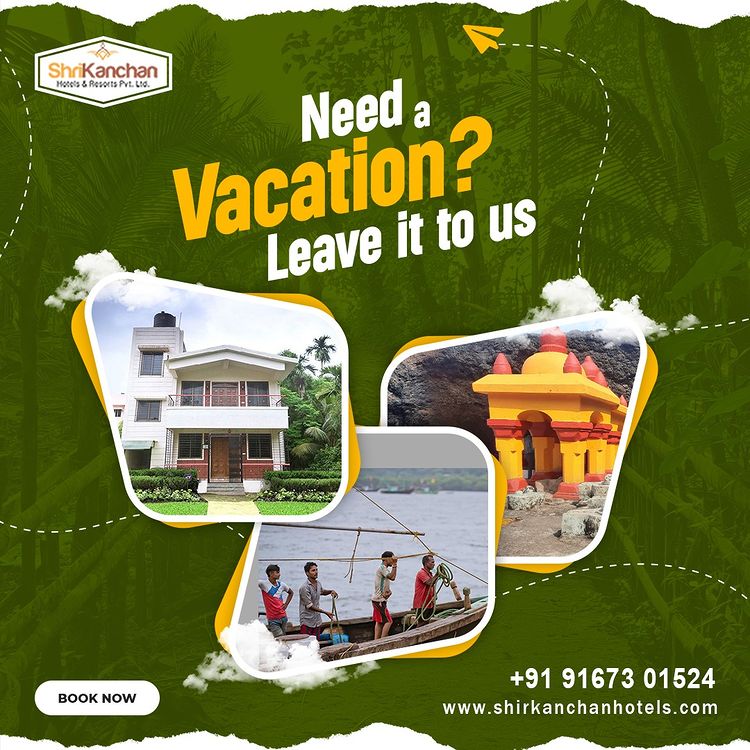 ShriKanchan
Hotels & Resorts Pvt. Ltd.
Need a
Vacation?
Leave it to us
+91 91673 01524
BOOK NOW
www.shirkanchanhotels.com